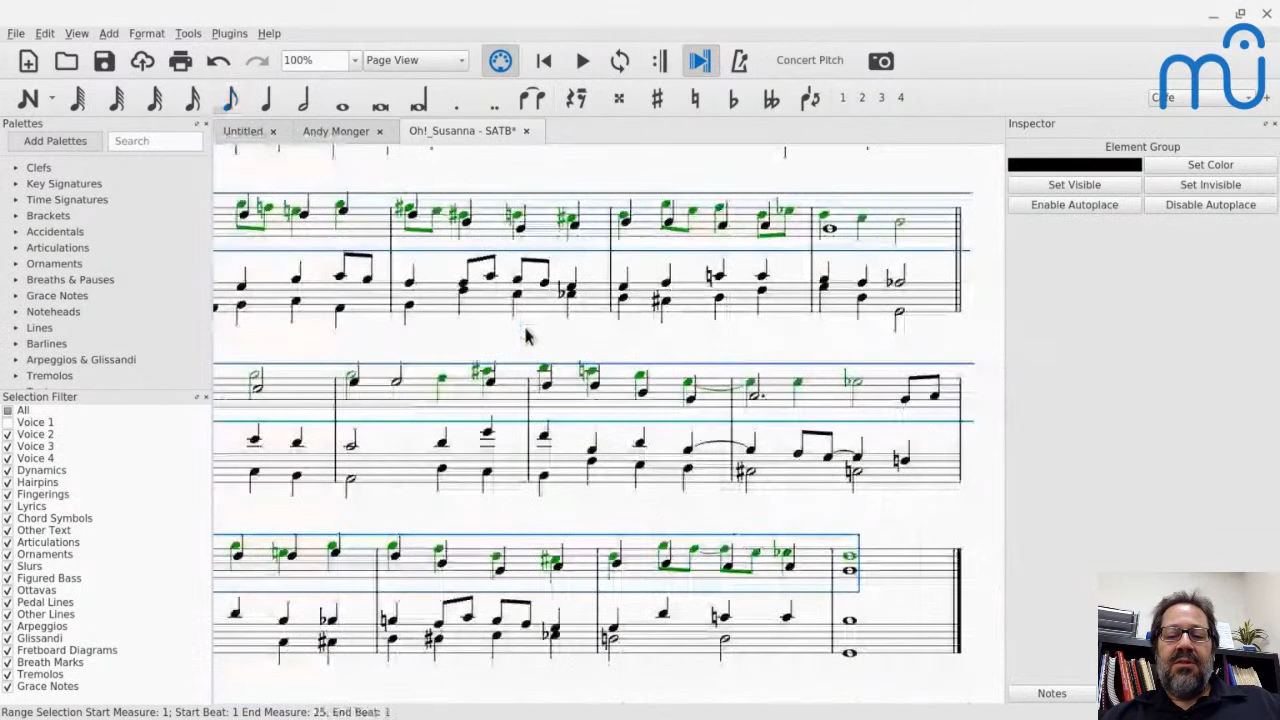 File Edit View Add Format Tools Plugins Help
100% Page View Concert Pitch
1 2 3 4
Palettes
Add Palettes Search
Clefs
Key Signatures
Time Signatures
Brackets
Accidentals
Articulations
Ornaments
Breaths & Pauses
Grace Notes
Noteheads
Lines
Barlines
Arpeggios & Glissandi
Tremolos
Selection Filter
All
Voice 1
Voice 2
Voice 3
Voice 4
Dynamics
Hairpins
Fingerings
Lyrics
Chord Symbols
Other Text
Articulations
Ornaments
Slurs
Figured Bass
Ottavas
Pedal Lines
Other Lines
Arpeggios
Glissandi
Fretboard Diagrams
Breath Marks
Tremolos
Grace Notes
Untitled Andy Monger Oh!_Susanna - SATB*
Inspector
Element Group
Set Color
Set Visible Set Invisible
Enable Autoplace Disable Autoplace
Notes
Range Selection Start Measure: 1; Start Beat: 1 End Measure: 25, End Beat: 1